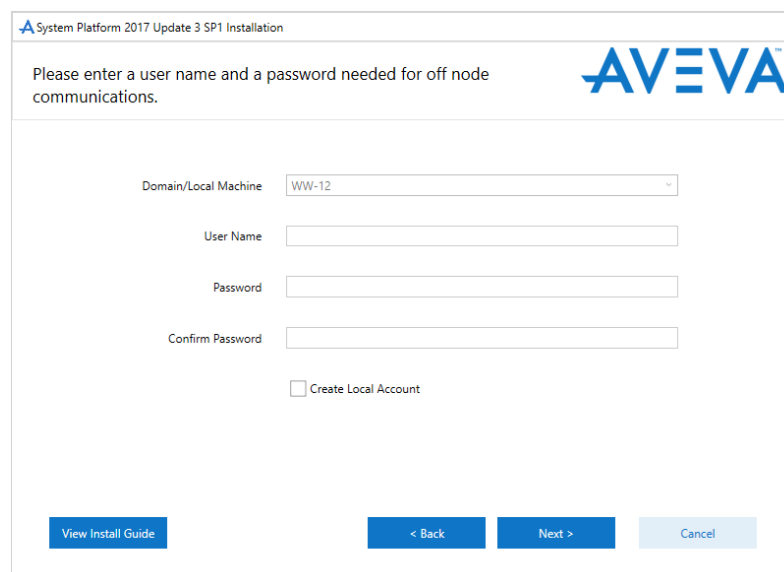 System Platform 2017 Update 3 SP1 Installation
Please enter a user name and a password needed for off node
communications.
AVEVA™
Domain/Local Machine
WW-12
User Name
Password
Confirm Password
Create Local Account
View Install Guide
< Back
Next >
Cancel